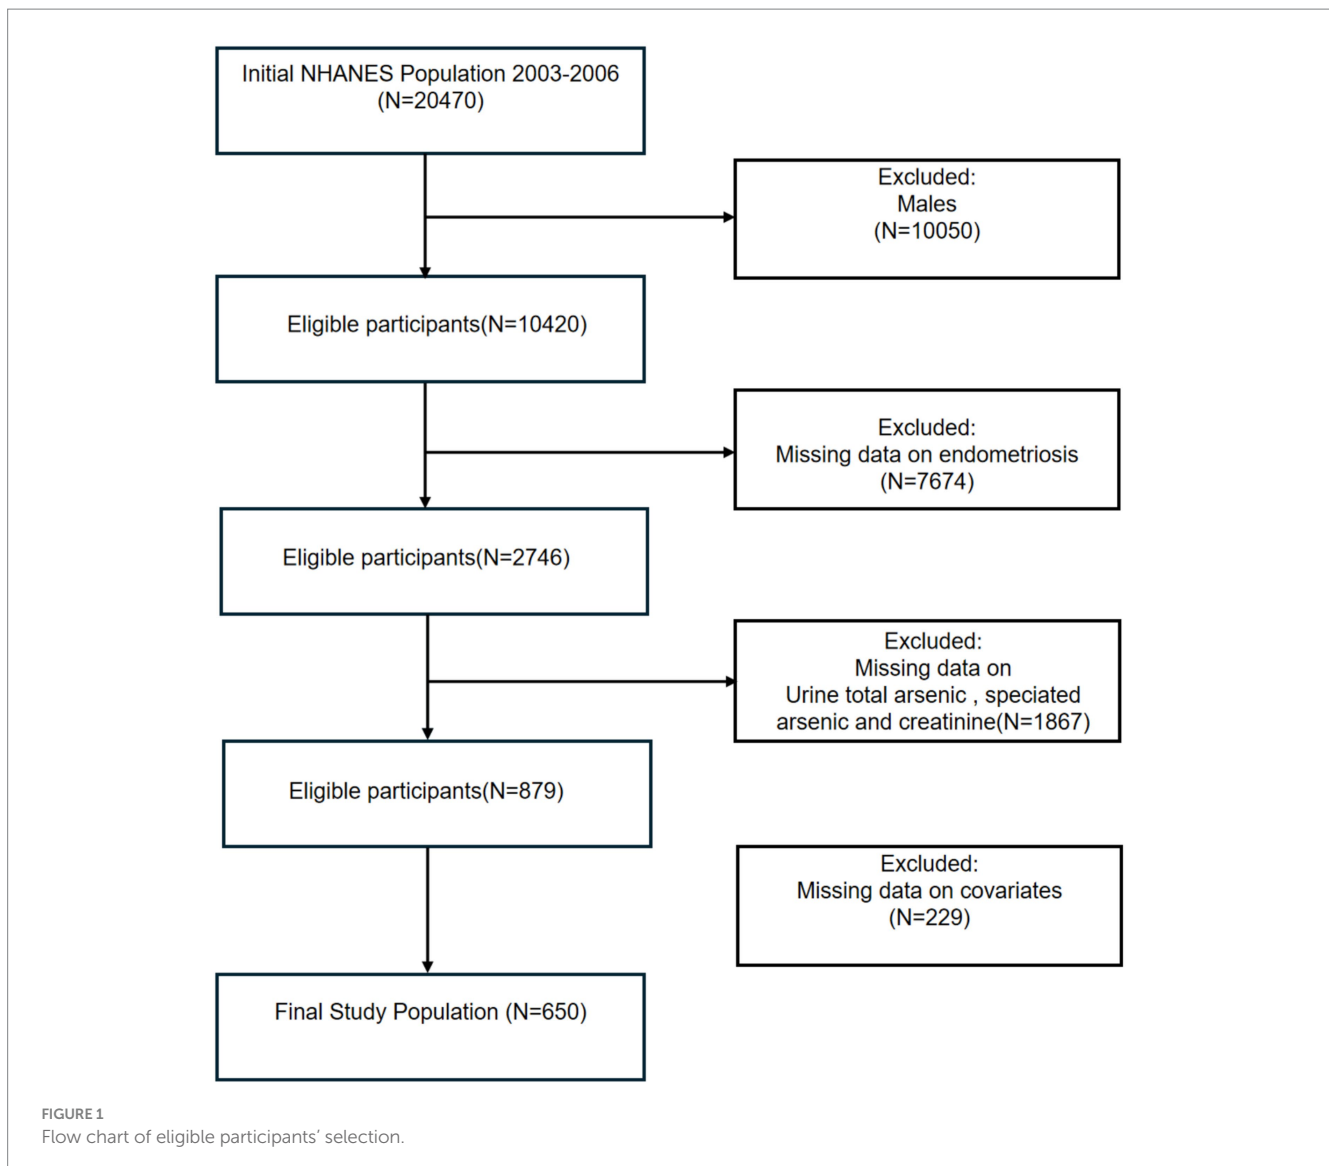 Initial NHANES Population 2003-2006
(N=20470)
Excluded:
Males
(N=10050)
Eligible participants(N=10420)
Excluded:
Missing data on endometriosis
(N=7674)
Eligible participants(N=2746)
Excluded:
Missing data on
Urine total arsenic , speciated
arsenic and creatinine(N=1867)
Eligible participants(N=879)
Excluded:
Missing data on covariates
(N=229)
Final Study Population (N=650)
FIGURE 1
Flow chart of eligible participants’ selection.